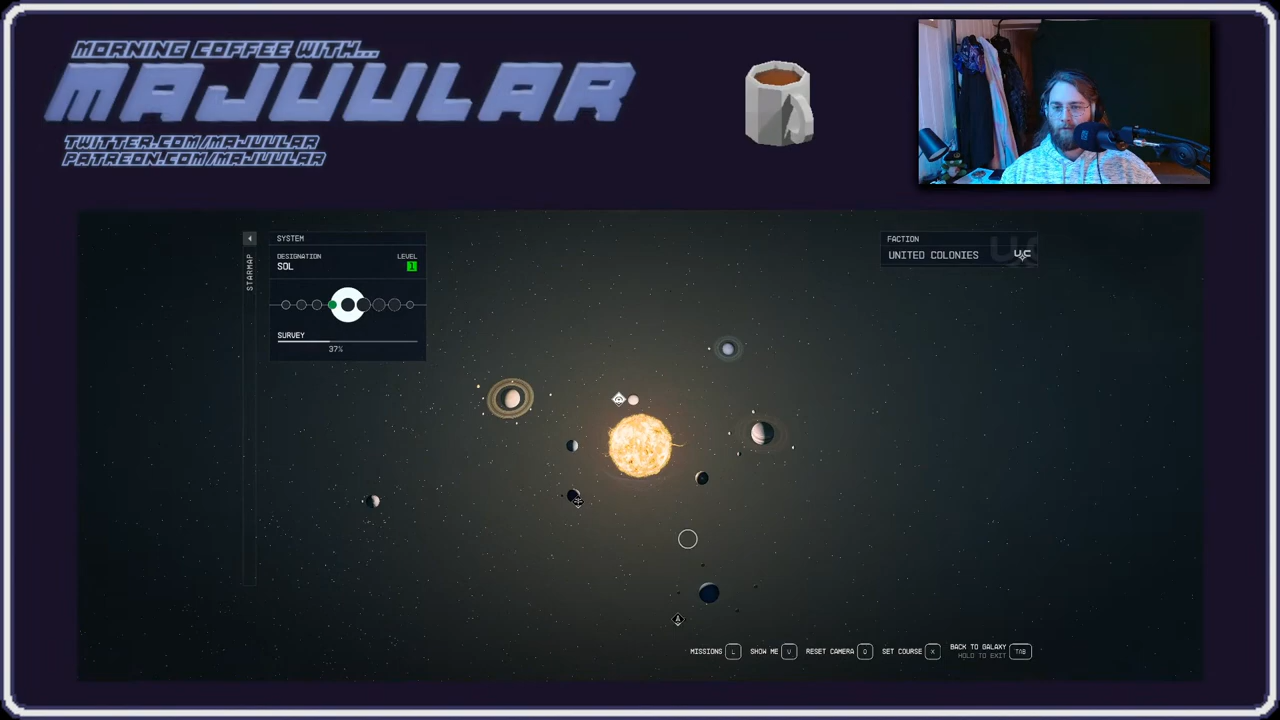 MORNING COFFEE WITH...
MAJUULAR
TWITTER.COM/MAJUULAR
PATREON.COM/MAJUULAR
STARMAP
SYSTEM
DESIGNATION
LEVEL
SOL
1
SURVEY
37%
FACTION
UNITED COLONIES
UC
MISSIONS L
SHOW ME U
RESET CAMERA Q
SET COURSE X
BACK TO GALAXY
HOLD TO EXIT
TAB